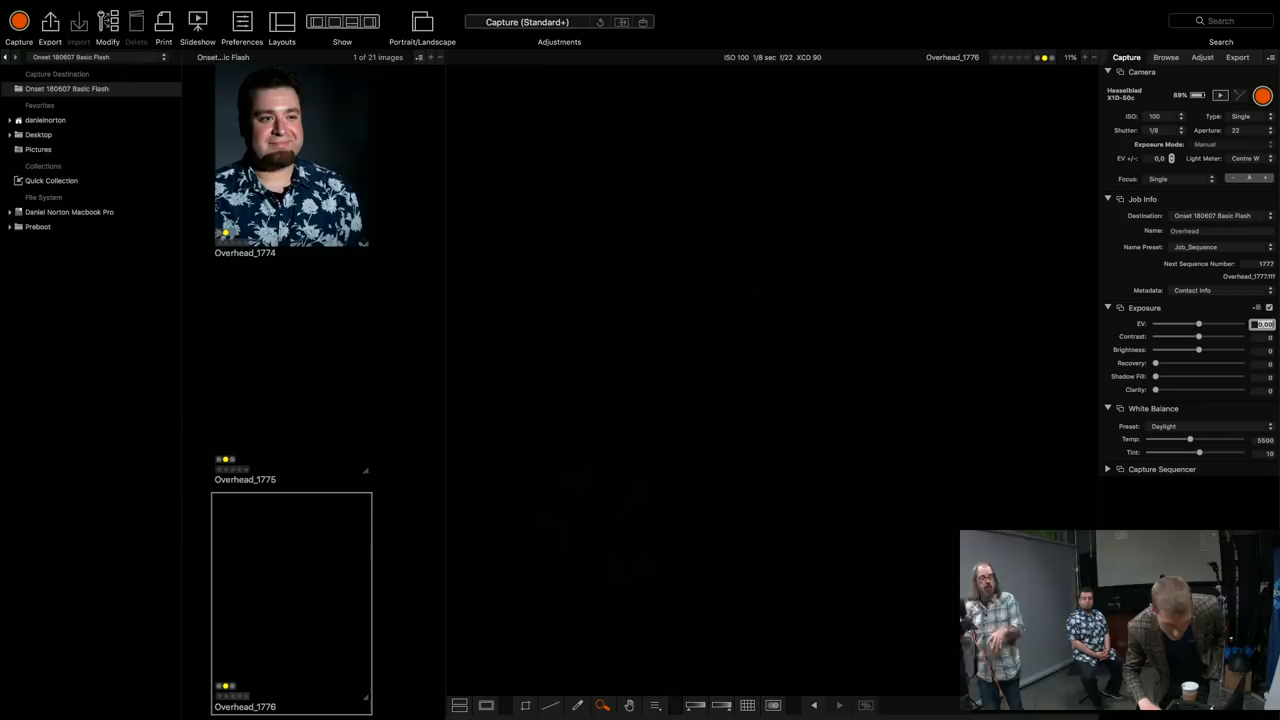 Capture Export Import Modify Delete Print Slideshow Preferences Layouts Show Portrait/Landscape Adjustments Search
Capture (Standard+)
Search
Onset 180607 Basic Flash
Onset...ic Flash
1 of 21 images
ISO 100 1/8 sec f/22 XCD 90
Overhead_1776
11%
Capture Browse Adjust Export
Capture Destination
Onset 180607 Basic Flash
Favorites
danielnorton
Desktop
Pictures
Collections
Quick Collection
File System
Daniel Norton Macbook Pro
Preboot
Overhead_1774
Overhead_1775
Overhead_1776
Camera
Hasselblad
X1D-50c
89%
ISO: 100 Type: Single
Shutter: 1/8 Aperture: 22
Exposure Mode: Manual
EV +/-: 0,0 Light Meter: Centre W
Focus: Single - A +
Job Info
Destination: Onset 180607 Basic Flash
Name: Overhead
Name Preset: Job_Sequence
Next Sequence Number: 1777
Overhead_1777.fff
Metadata: Contact Info
Exposure
EV: 0,00
Contrast: 0
Brightness: 0
Recovery: 0
Shadow Fill: 0
Clarity: 0
White Balance
Preset: Daylight
Temp: 5500
Tint: 10
Capture Sequencer